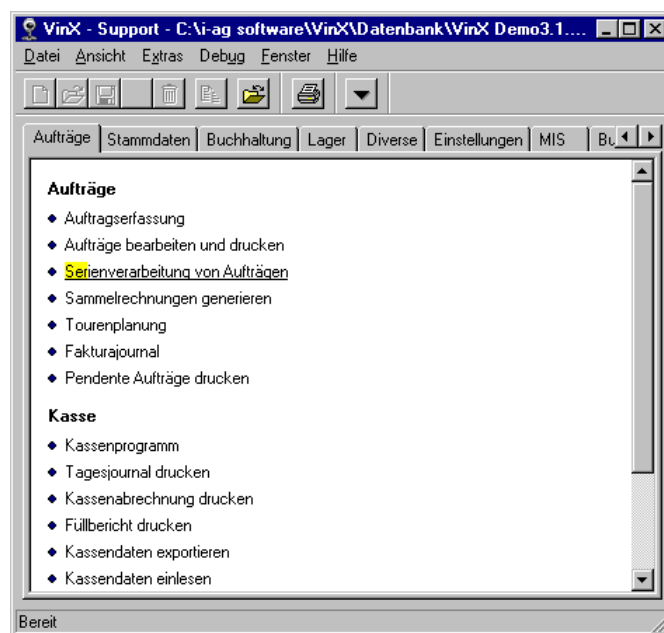 VinX - Support - C:\i-ag software\VinX\Datenbank\VinX Demo3.1....
Datei Ansicht Extras Debug Fenster Hilfe
Aufträge Stammdaten Buchhaltung Lager Diverse Einstellungen MIS Bu
Aufträge
Auftragserfassung
Aufträge bearbeiten und drucken
Serienverarbeitung von Aufträgen
Sammelrechnungen generieren
Tourenplanung
Fakturajournal
Pendente Aufträge drucken
Kasse
Kassenprogramm
Tagesjournal drucken
Kassenabrechnung drucken
Füllbericht drucken
Kassendaten exportieren
Kassendaten einlesen
Bereit